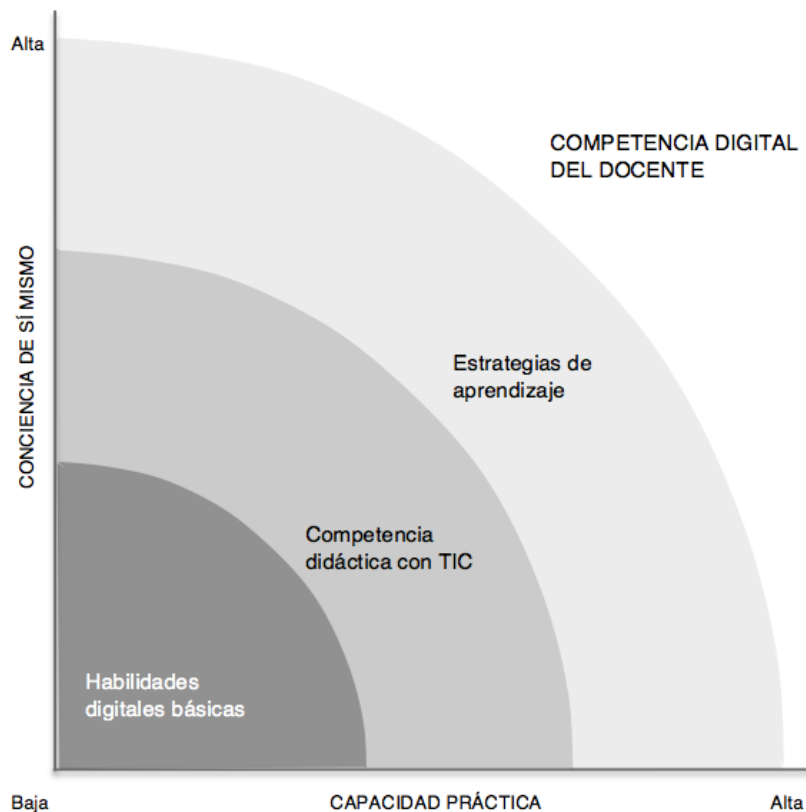 Alta
COMPETENCIA DIGITAL
DEL DOCENTE
CONCIENCIA DE SÍ MISMO
Estrategias de
aprendizaje
Competencia
didáctica con TIC
Habilidades
digitales básicas
Baja
CAPACIDAD PRÁCTICA
Alta